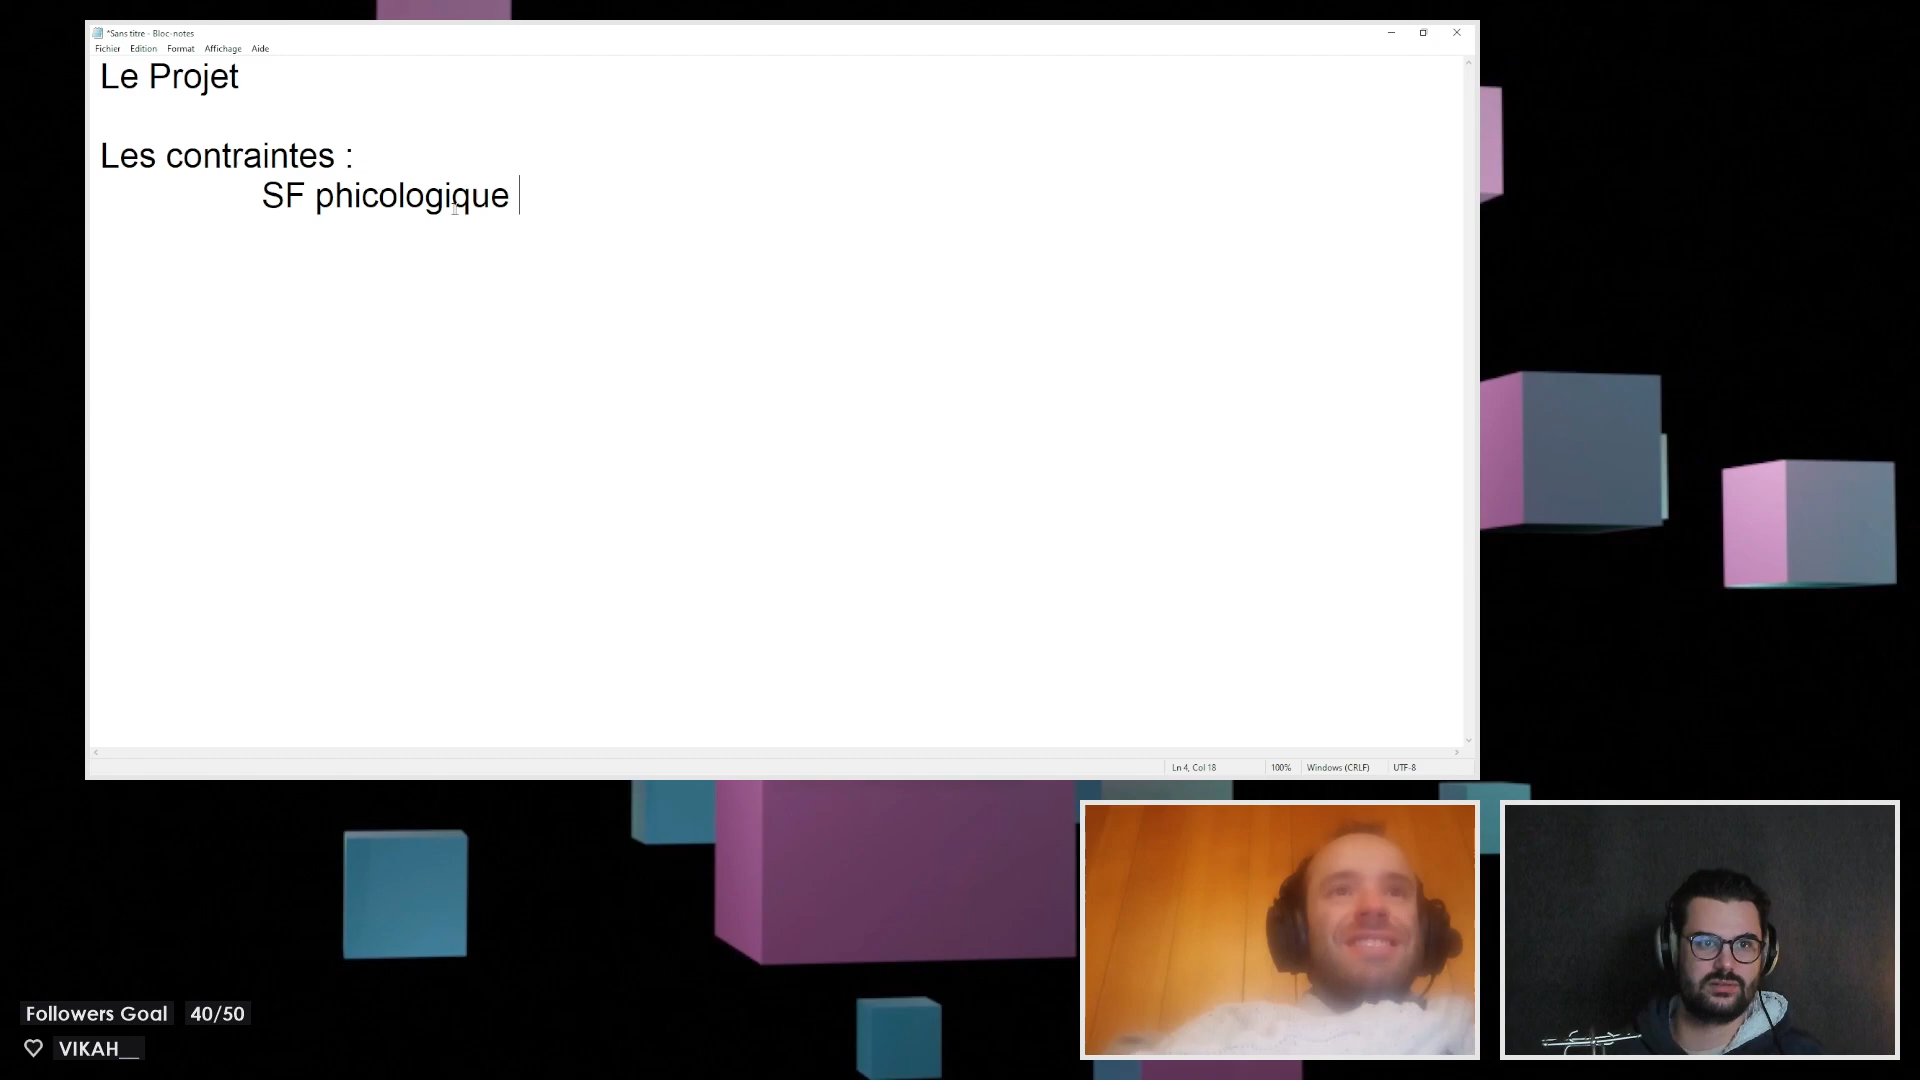 *Sans titre - Bloc-notes
Fichier Edition Format Affichage Aide
Le Projet
Les contraintes :
SF phicologique
Ln 4, Col 18 100% Windows (CRLF) UTF-8
Followers Goal 40/50
VIKAH__